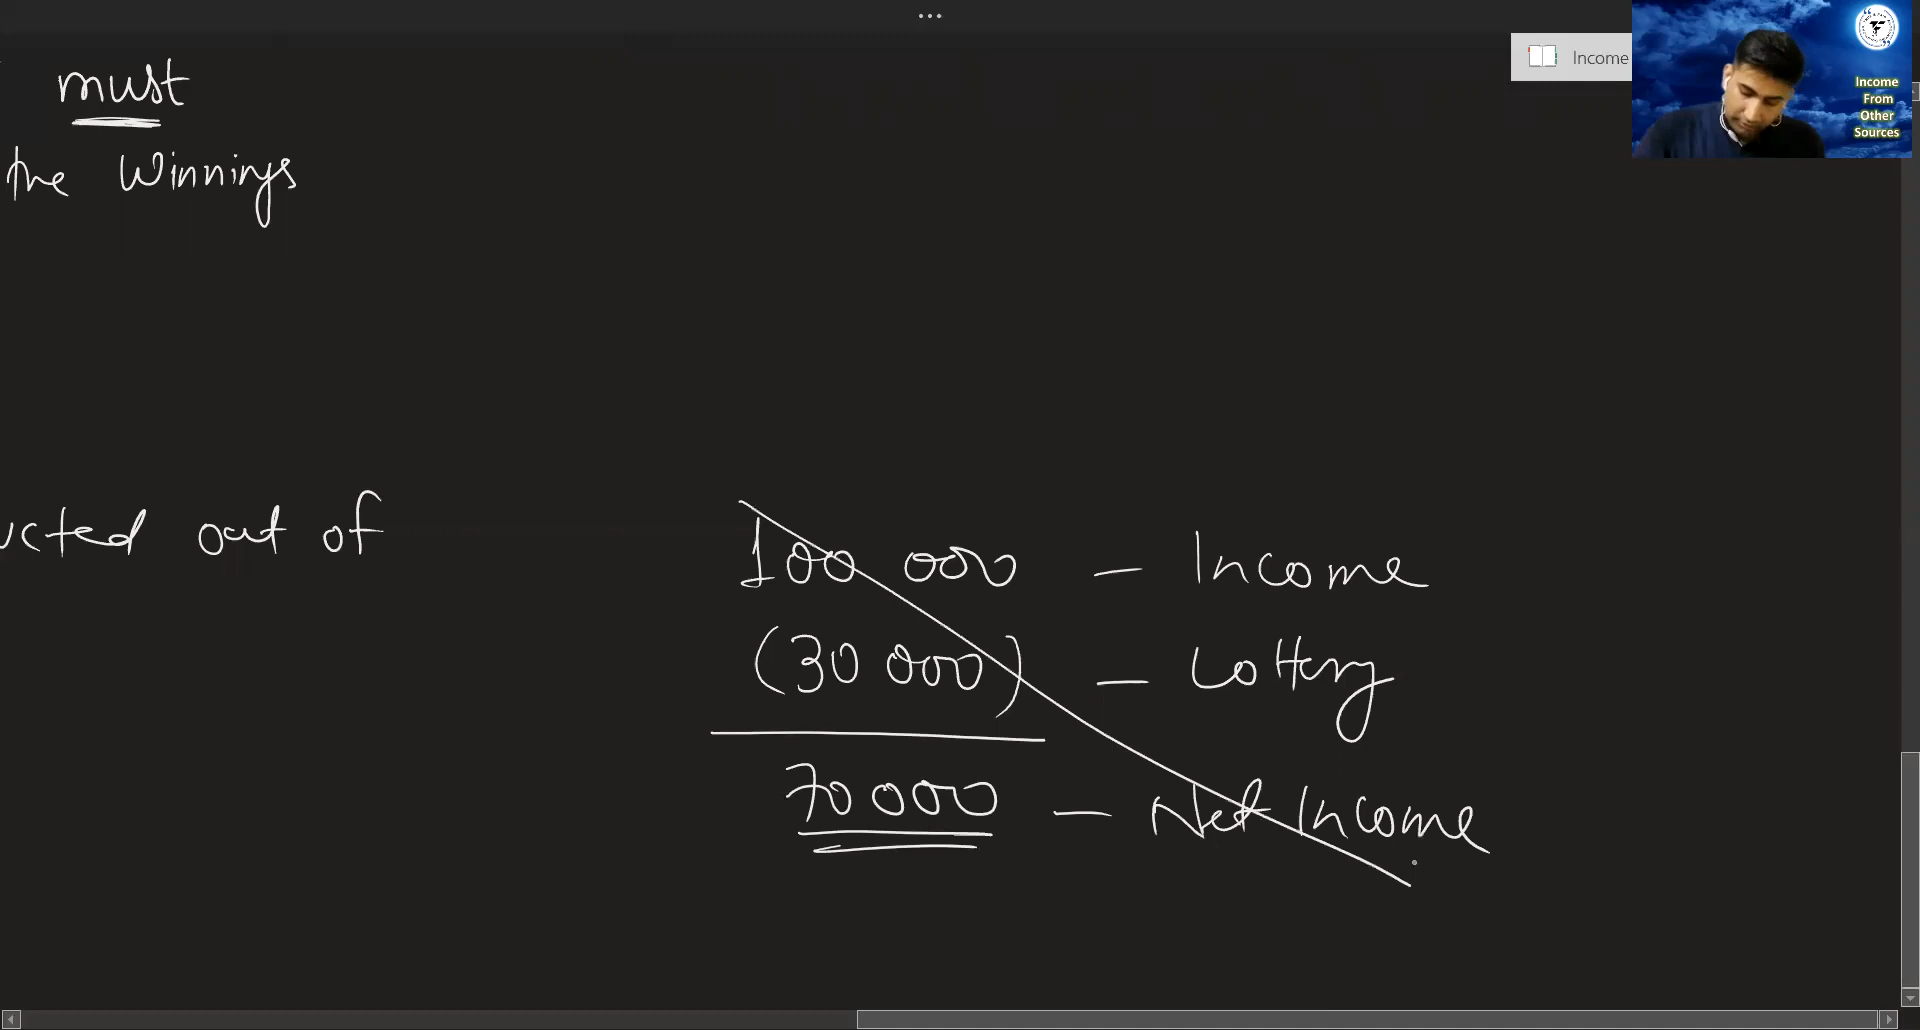 must
the Winnings
Income
Income
From
Other
Sources
ucted out of
100 000 — Income
(30 000) — Lottery
70 000 — Net Income